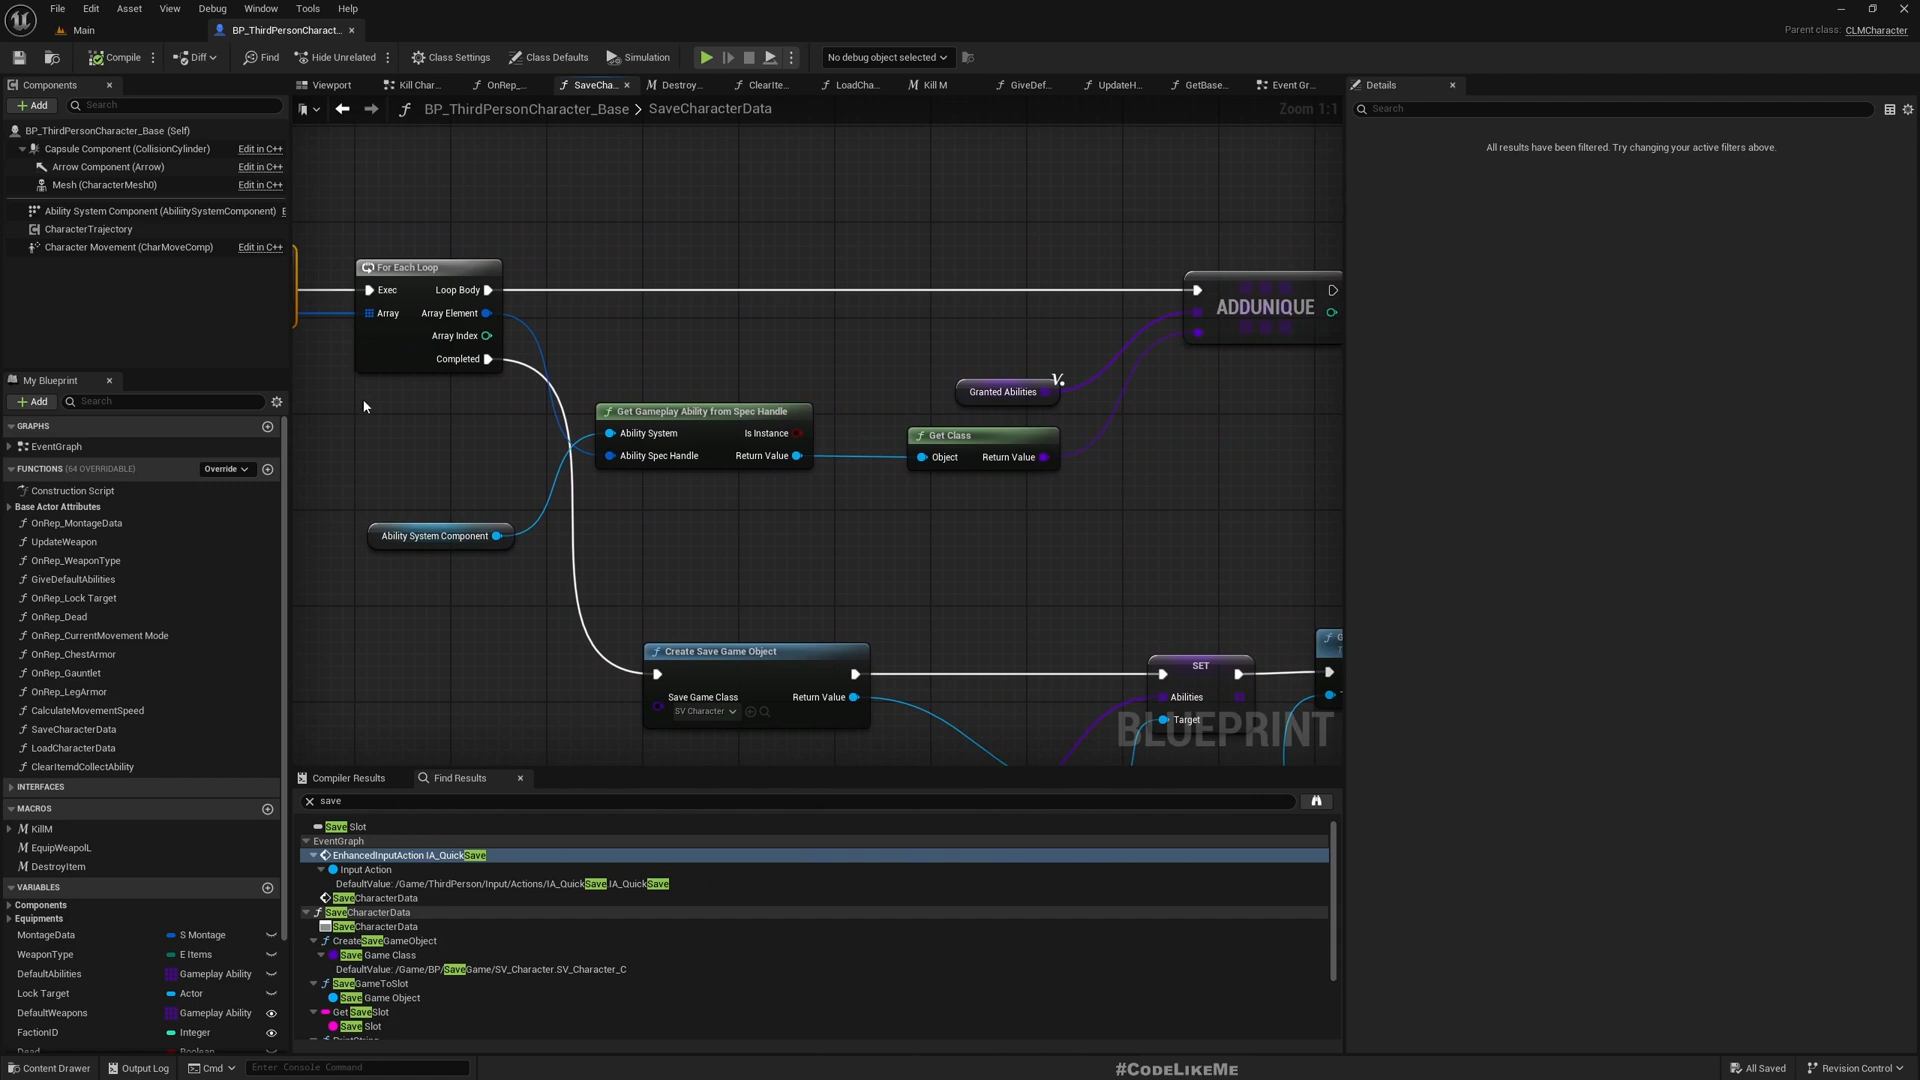 File Edit Asset View Debug Window Tools Help
Main
BP_ThirdPersonCharact...
Parent class: CLMCharacter
Compile
Diff
Find
Hide Unrelated
Class Settings
Class Defaults
Simulation
No debug object selected
Components
Viewport
Kill Char...
OnRep_...
SaveCha...
Destroy...
ClearIte...
LoadCha...
Kill M
GiveDef...
UpdateH...
GetBase...
Event Gr...
Details
Add
Search
BP_ThirdPersonCharacter_Base > SaveCharacterData
Zoom 1:1
Search
All results have been filtered. Try changing your active filters above.
BP_ThirdPersonCharacter_Base (Self)
Capsule Component (CollisionCylinder) Edit in C++
Arrow Component (Arrow) Edit in C++
Mesh (CharacterMesh0) Edit in C++
Ability System Component (AbilitySystemComponent) E
CharacterTrajectory
Character Movement (CharMoveComp) Edit in C++
For Each Loop
Exec Loop Body
Array Array Element
Array Index
Completed
ADDUNIQUE
Granted Abilities
Get Gameplay Ability from Spec Handle
Ability System Is Instance
Ability Spec Handle Return Value
Get Class
Object Return Value
Ability System Component
Create Save Game Object
Save Game Class Return Value
SV Character
SET
Abilities
Target
BLUEPRINT
My Blueprint
Add
Search
GRAPHS
EventGraph
FUNCTIONS (64 OVERRIDABLE) Override
Construction Script
Base Actor Attributes
OnRep_MontageData
UpdateWeapon
OnRep_WeaponType
GiveDefaultAbilities
OnRep_Lock Target
OnRep_Dead
OnRep_CurrentMovement Mode
OnRep_ChestArmor
OnRep_Gauntlet
OnRep_LegArmor
CalculateMovementSpeed
SaveCharacterData
LoadCharacterData
ClearItemdCollectAbility
INTERFACES
MACROS
KillM
EquipWeapolL
DestroyItem
VARIABLES
Components
Equipments
MontageData S Montage
WeaponType E Items
DefaultAbilities Gameplay Ability
Lock Target Actor
DefaultWeapons Gameplay Ability
FactionID Integer
Dead Boolean
Compiler Results
Find Results
save
Save Slot
EventGraph
EnhancedInputAction IA_QuickSave
Input Action
DefaultValue: /Game/ThirdPerson/Input/Actions/IA_QuickSave.IA_QuickSave
SaveCharacterData
SaveCharacterData
SaveCharacterData
CreateSaveGameObject
Save Game Class
DefaultValue: /Game/BP/SaveGame/SV_Character.SV_Character_C
SaveGameToSlot
Save Game Object
Get SaveSlot
Save Slot
PrintString
Content Drawer
Output Log
Cmd
Enter Console Command
#CodeLikeMe
All Saved
Revision Control